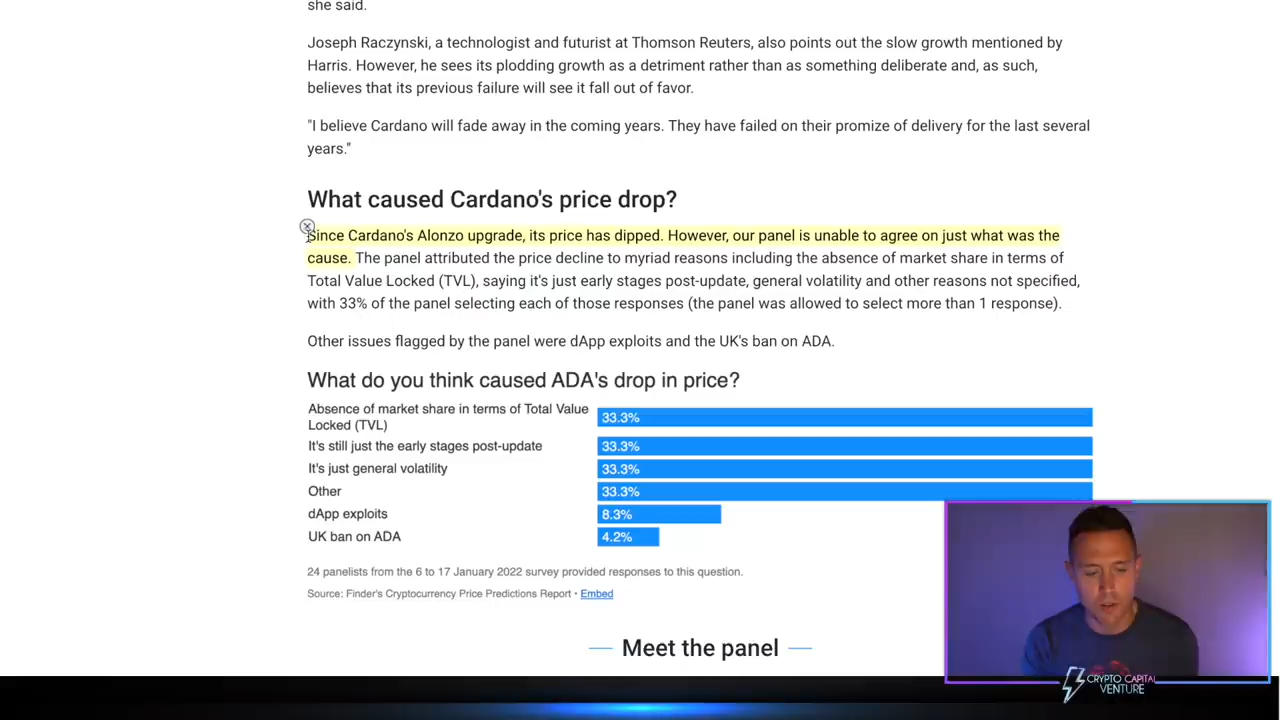 she said.
Joseph Raczynski, a technologist and futurist at Thomson Reuters, also points out the slow growth mentioned by
Harris. However, he sees its plodding growth as a detriment rather than as something deliberate and, as such,
believes that its previous failure will see it fall out of favor.
"I believe Cardano will fade away in the coming years. They have failed on their promize of delivery for the last several
years."
What caused Cardano's price drop?
Since Cardano's Alonzo upgrade, its price has dipped. However, our panel is unable to agree on just what was the
cause. The panel attributed the price decline to myriad reasons including the absence of market share in terms of
Total Value Locked (TVL), saying it's just early stages post-update, general volatility and other reasons not specified,
with 33% of the panel selecting each of those responses (the panel was allowed to select more than 1 response).
Other issues flagged by the panel were dApp exploits and the UK's ban on ADA.
What do you think caused ADA's drop in price?
Absence of market share in terms of Total Value
Locked (TVL)
33.3%
It's still just the early stages post-update 33.3%
It's just general volatility 33.3%
Other 33.3%
dApp exploits 8.3%
UK ban on ADA 4.2%
24 panelists from the 6 to 17 January 2022 survey provided responses to this question.
Source: Finder's Cryptocurrency Price Predictions Report • Embed
Meet the panel
CRYPTO CAPITAL
VENTURE